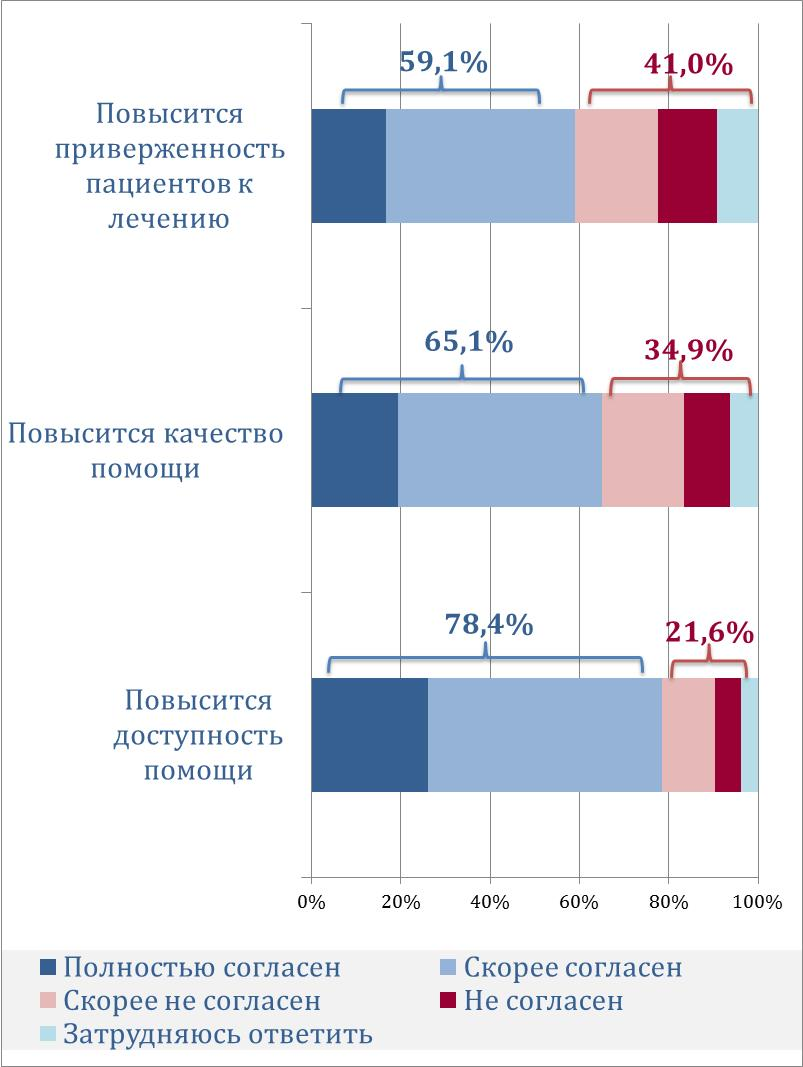 59,1%
41,0%
Повысится
приверженность
пациентов к
лечению
65,1%
34,9%
Повысится качество
помощи
78,4%
21,6%
Повысится
доступность
помощи
0%
20%
40%
60%
80%
100%
Полностью согласен
Скорее согласен
Скорее не согласен
Не согласен
Затрудняюсь ответить